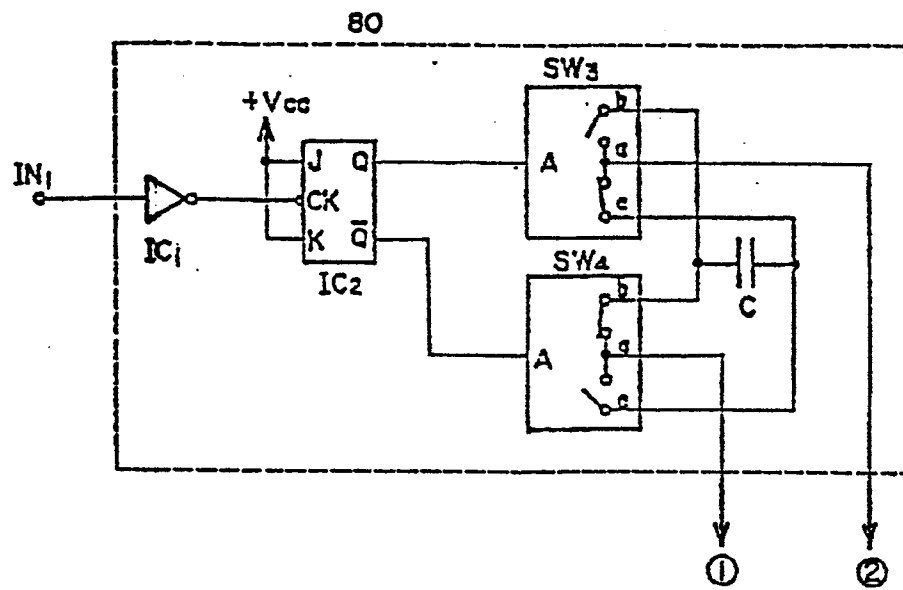 80
SW3
+Vcc
b
J Q
a
A
IN1
CK
c
K Q̅
IC1
IC2
SW4
b
C
a
A
c
① ②